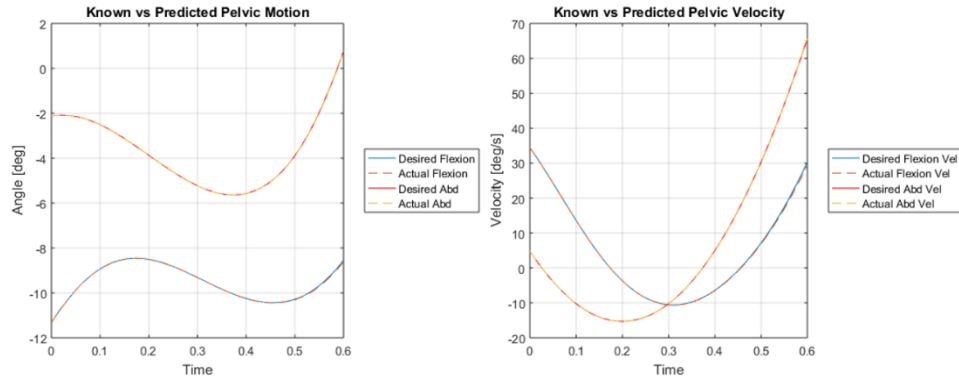 Known vs Predicted Pelvic Motion
2
0
-2
-4
-6
-8
-10
-12
Angle [deg]
0
0.1
0.2
0.3
0.4
0.5
0.6
Time
Desired Flexion
Actual Flexion
Desired Abd
Actual Abd
Known vs Predicted Pelvic Velocity
70
60
50
40
30
20
10
0
-10
-20
Velocity [deg/s]
0
0.1
0.2
0.3
0.4
0.5
0.6
Time
Desired Flexion Vel
Actual Flexion Vel
Desired Abd Vel
Actual Abd Vel